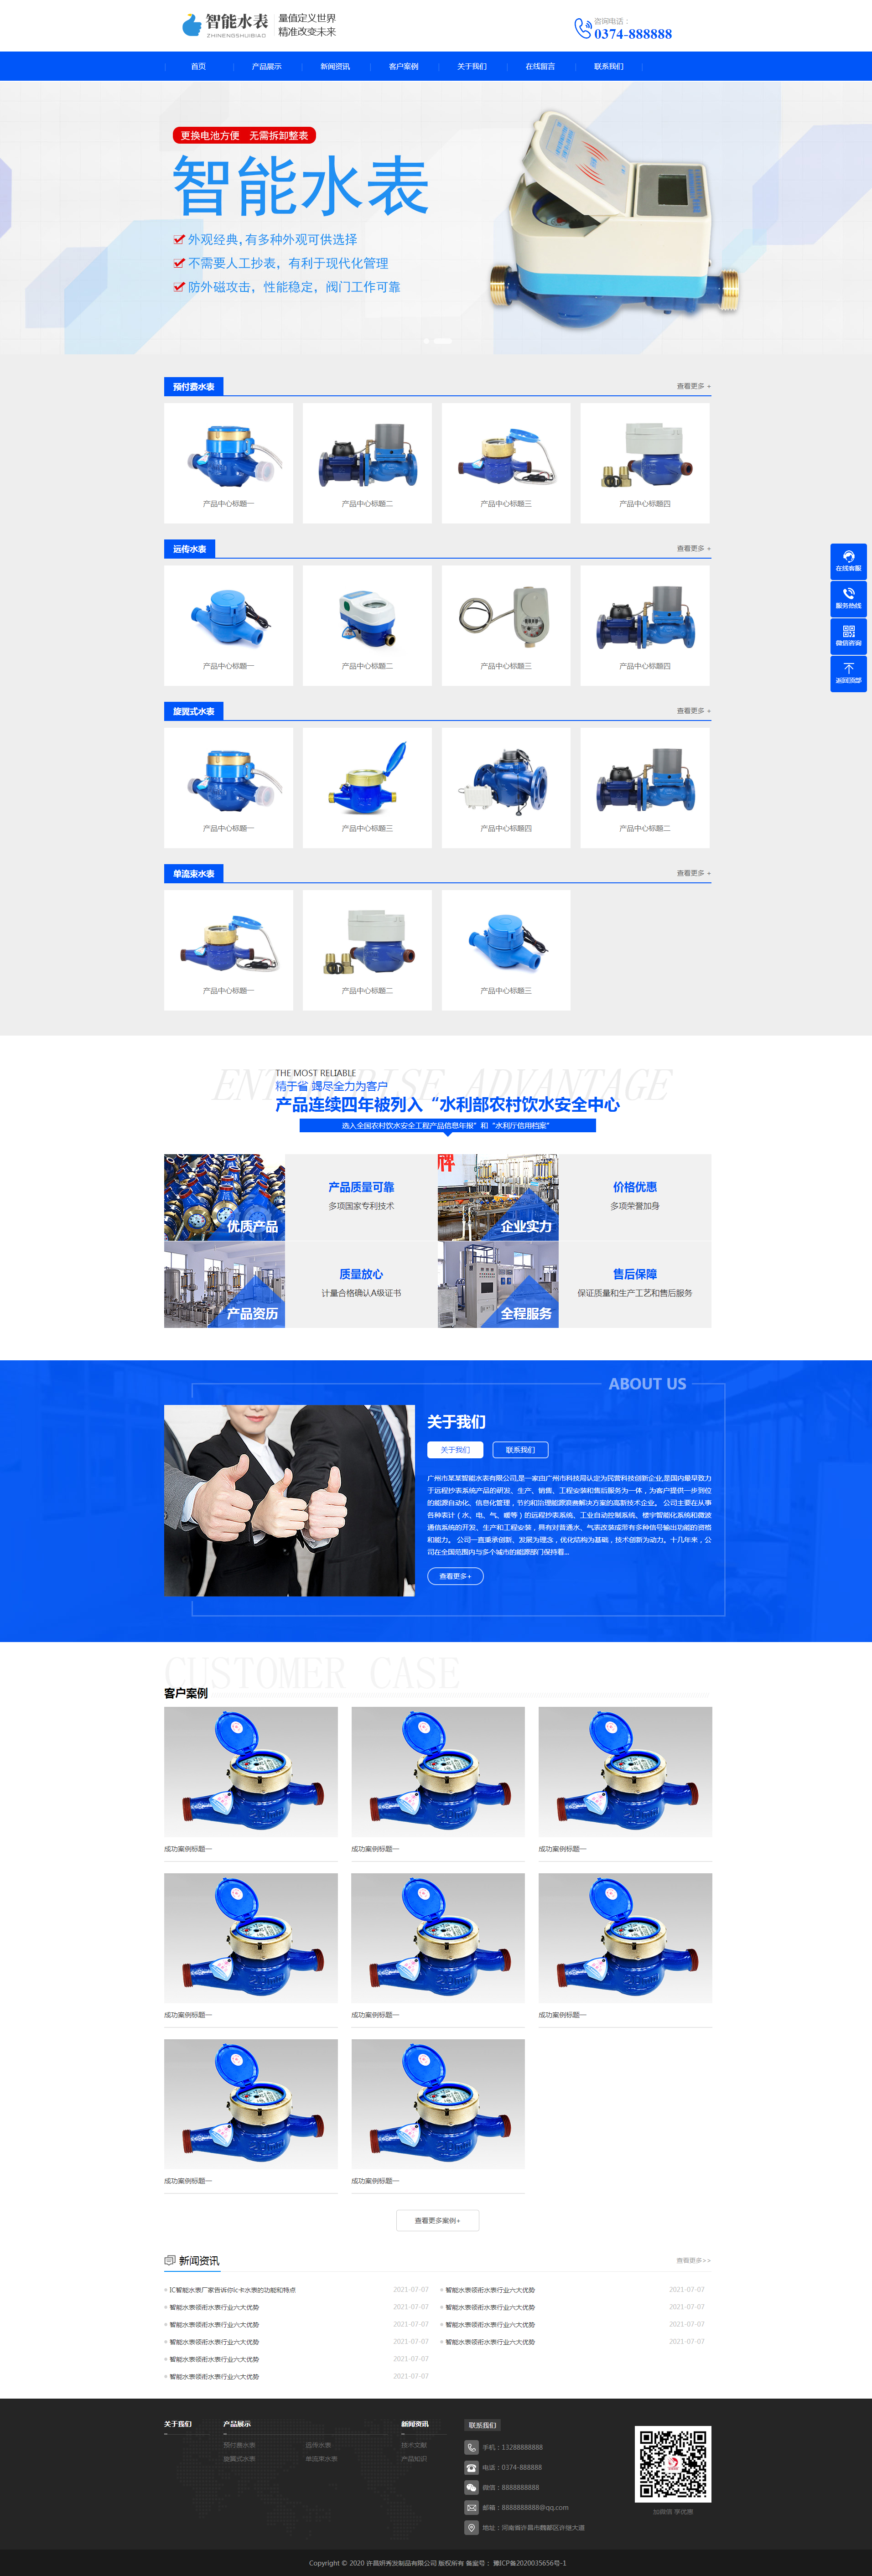 智能水表
ZHINENGSHUIBIAO
量值定义世界
精准改变未来
咨询电话:
0374-888888
首页 产品展示 新闻资讯 客户案例 关于我们 在线留言 联系我们
更换电池方便 无需拆卸整表
智能水表
外观经典,有多种外观可供选择
不需要人工抄表,有利于现代化管理
防外磁攻击,性能稳定,阀门工作可靠
预付费水表 查看更多 +
产品中心标题一 产品中心标题二 产品中心标题三 产品中心标题四
远传水表 查看更多 +
产品中心标题一 产品中心标题二 产品中心标题三 产品中心标题四
在线客服
服务热线
微信咨询
返回顶部
旋翼式水表 查看更多 +
产品中心标题一 产品中心标题三 产品中心标题四 产品中心标题二
单流束水表 查看更多 +
产品中心标题一 产品中心标题二 产品中心标题三
ENTERPRISE ADVANTAGE
THE MOST RELIABLE
精于省 竭尽全力为客户
产品连续四年被列入“水利部农村饮水安全中心
选入全国农村饮水安全工程产品信息年报”和“水利厅信用档案”
优质产品
产品质量可靠
多项国家专利技术
企业实力
价格优惠
多项荣誉加身
产品资历
质量放心
计量合格确认A级证书
全程服务
售后保障
保证质量和生产工艺和售后服务
ABOUT US
关于我们
关于我们 联系我们
广州市某某智能水表有限公司,是一家由广州市科技局认定为民营科技创新企业,是国内最早致力
于远程抄表系统产品的研发、生产、销售、工程安装和售后服务为一体,为客户提供一步到位
的能源自动化、信息化管理,节约和治理能源浪费解决方案的高新技术企业。 公司主要在从事
各种表计(水、电、气、暖等)的远程抄表系统、工业自动控制系统、楼宇智能化系统和微波
通信系统的开发、生产和工程安装,具有对普通水、气表改装成带有多种信号输出功能的资格
和能力。 公司一直秉承创新、发展为理念,优化结构为基础,技术创新为动力。十几年来,公
司在全国范围内与多个城市的能源部门保持着...
查看更多+
CUSTOMER CASE
客户案例
成功案例标题一 成功案例标题一 成功案例标题一
成功案例标题一 成功案例标题一 成功案例标题一
成功案例标题一 成功案例标题一
查看更多案例+
新闻资讯 查看更多>>
IC智能水表厂家告诉你ic卡水表的功能和特点 2021-07-07 智能水表领衔水表行业六大优势 2021-07-07
智能水表领衔水表行业六大优势 2021-07-07 智能水表领衔水表行业六大优势 2021-07-07
智能水表领衔水表行业六大优势 2021-07-07 智能水表领衔水表行业六大优势 2021-07-07
智能水表领衔水表行业六大优势 2021-07-07 智能水表领衔水表行业六大优势 2021-07-07
智能水表领衔水表行业六大优势 2021-07-07
智能水表领衔水表行业六大优势 2021-07-07
关于我们 产品展示 新闻资讯 联系我们
预付费水表 远传水表 技术文献
旋翼式水表 单流束水表 产品知识
手机:13288888888
电话:0374-888888
微信:8888888888
邮箱:8888888888@qq.com
地址:河南省许昌市魏都区许继大道
加微信 享优惠
Copyright © 2020 许昌妍秀发制品有限公司 版权所有 备案号: 豫ICP备2020035656号-1